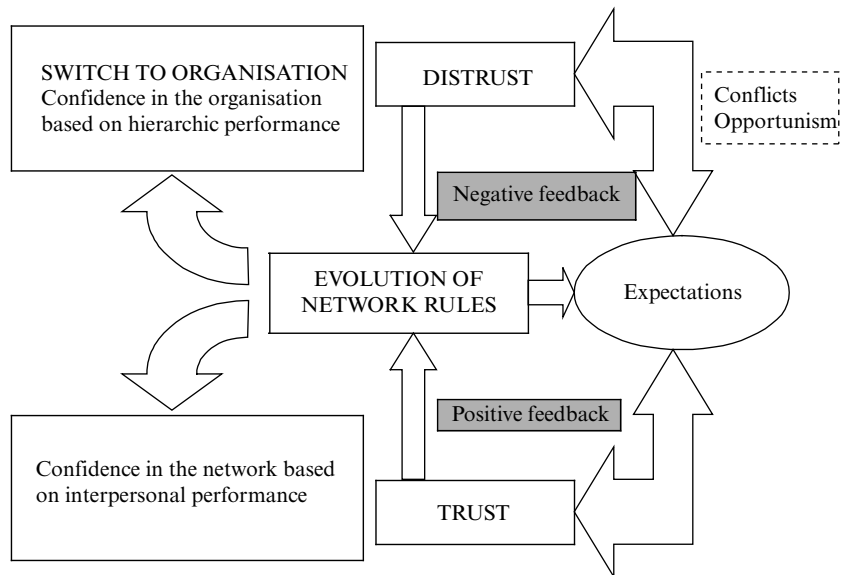 SWITCH TO ORGANISATION
Confidence in the organisation
based on hierarchic performance
DISTRUST
Conflicts
Opportunism
Negative feedback
EVOLUTION OF
NETWORK RULES
Expectations
Positive feedback
Confidence in the network based
on interpersonal performance
TRUST